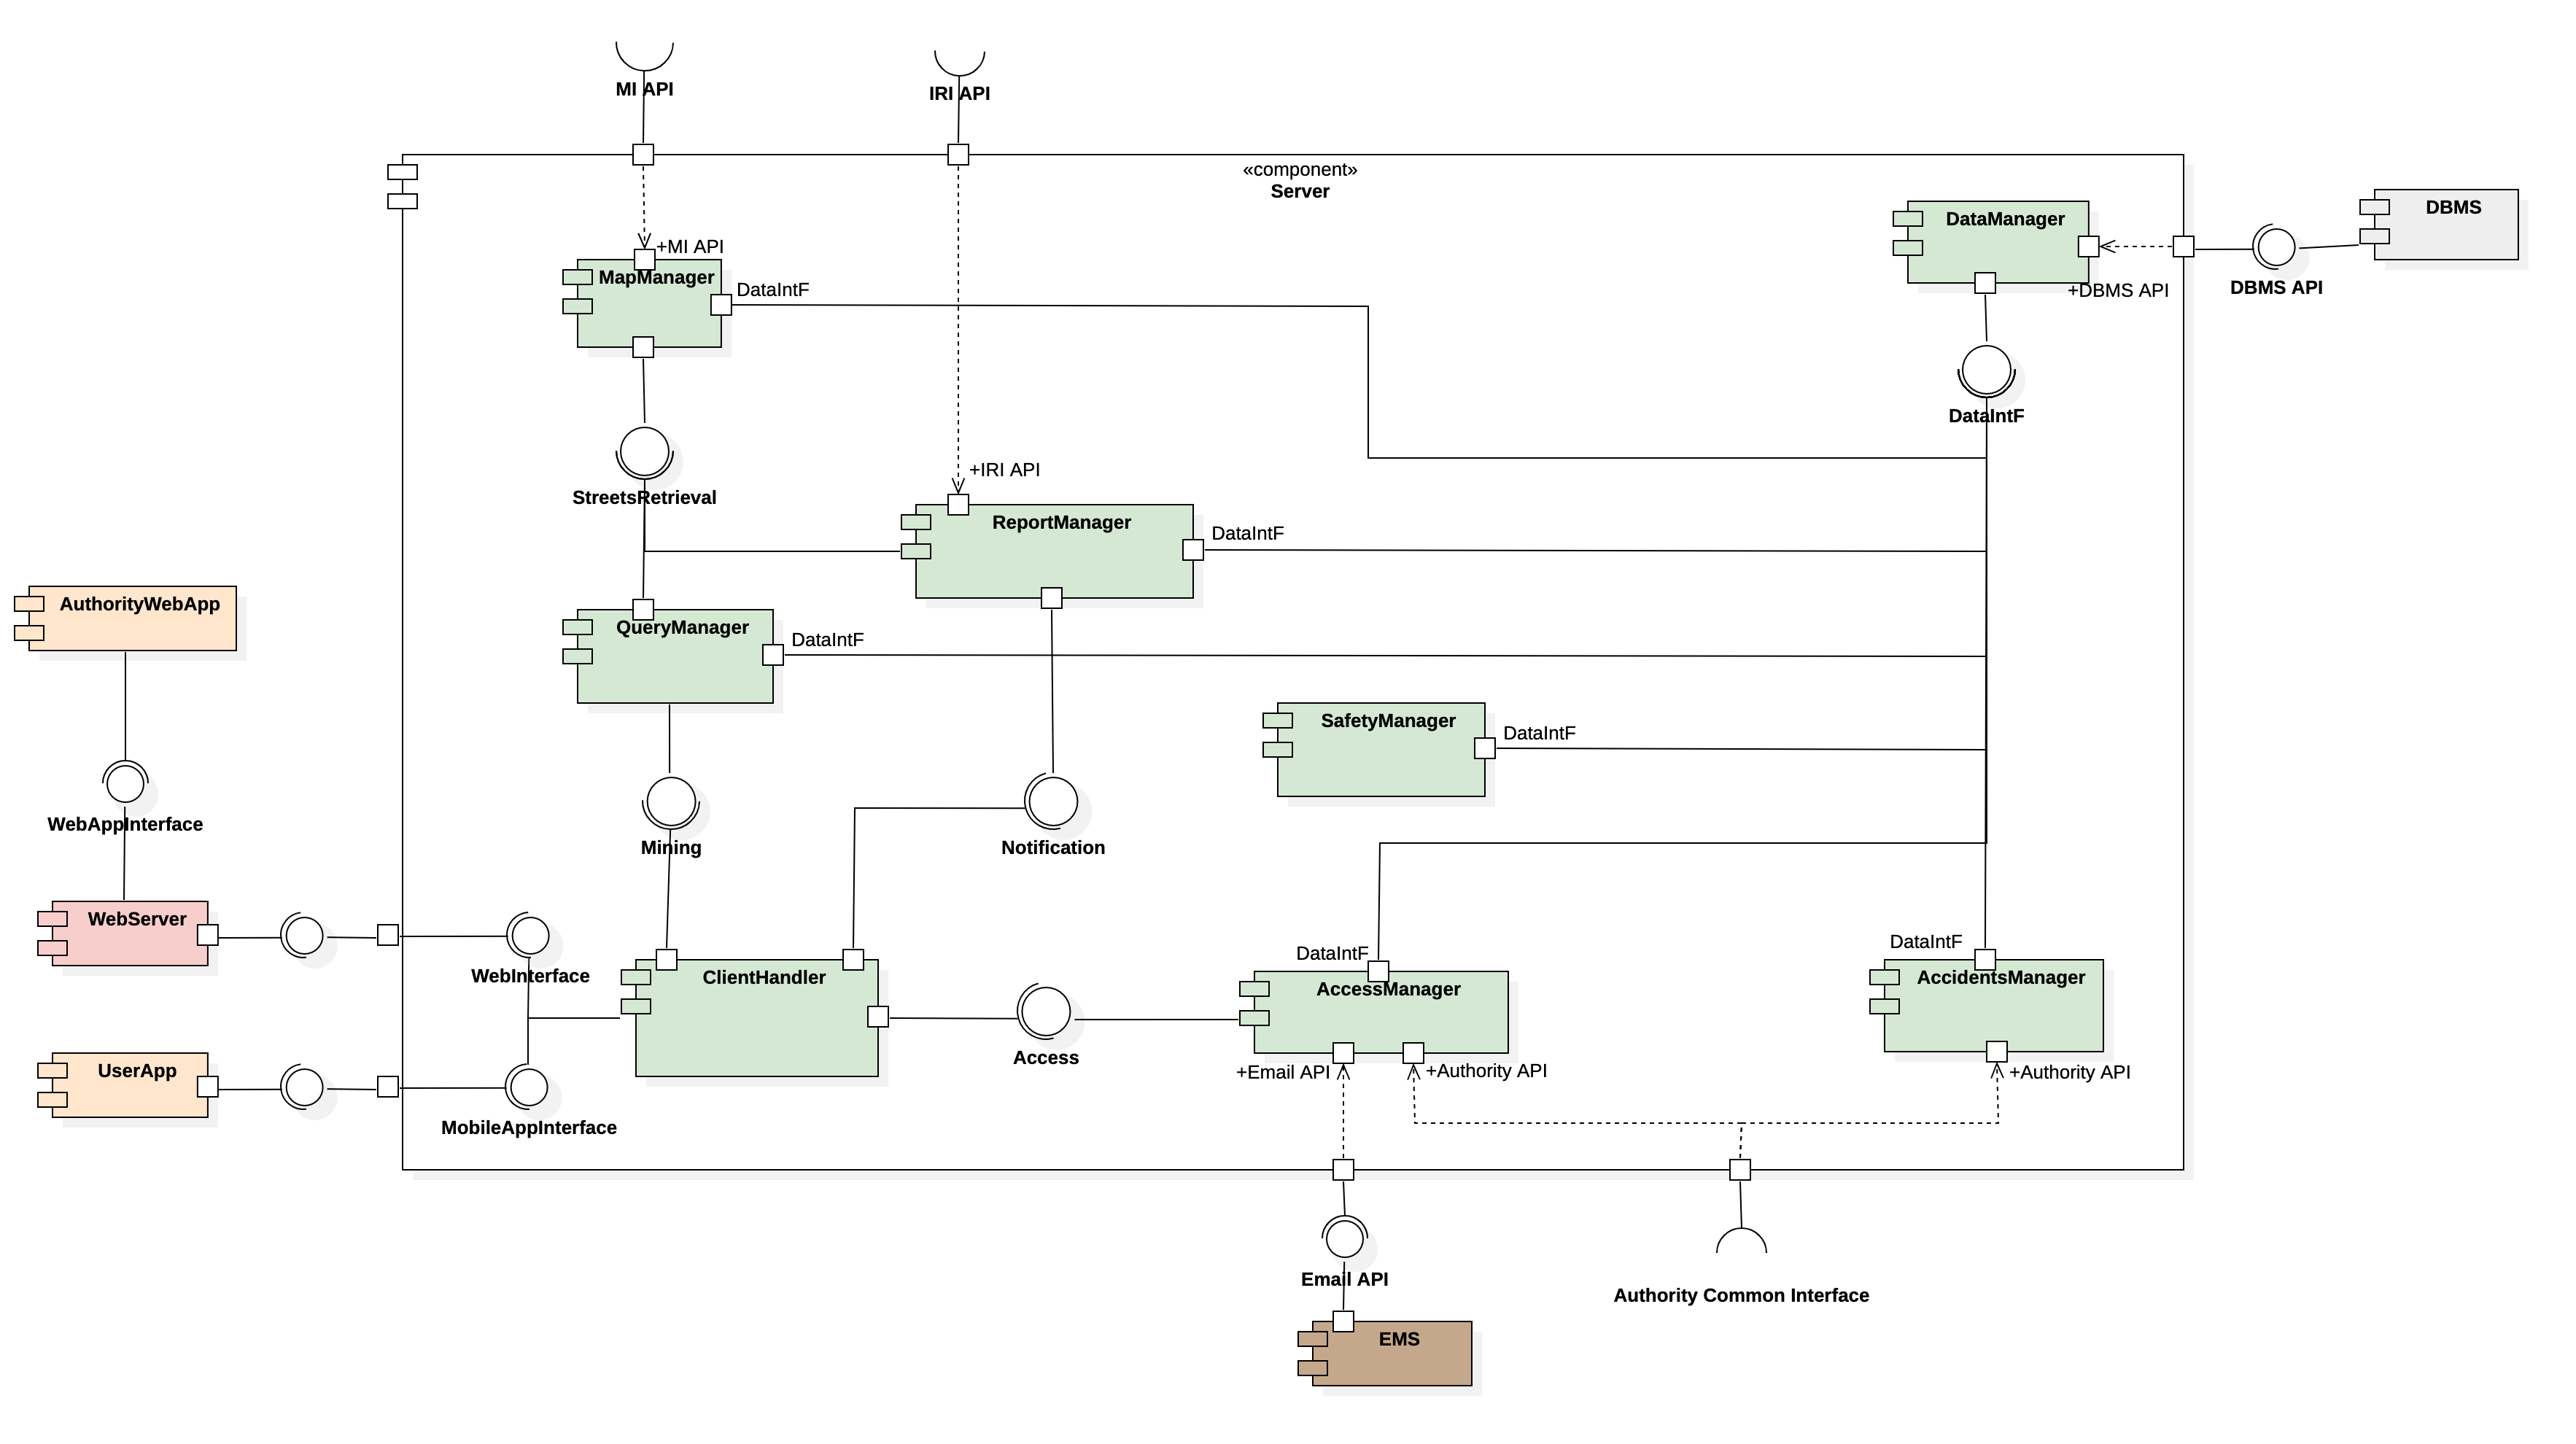 MI API
IRI API
«component»
Server
DataManager
DBMS
+MI API
MapManager
DataIntF
+DBMS API
DBMS API
DataIntF
StreetsRetrieval
+IRI API
ReportManager
DataIntF
AuthorityWebApp
QueryManager
DataIntF
SafetyManager
DataIntF
WebAppInterface
Mining
Notification
WebServer
WebInterface
ClientHandler
DataIntF
AccessManager
DataIntF
AccidentsManager
Access
UserApp
+Email API
+Authority API
+Authority API
MobileAppInterface
Email API
Authority Common Interface
EMS